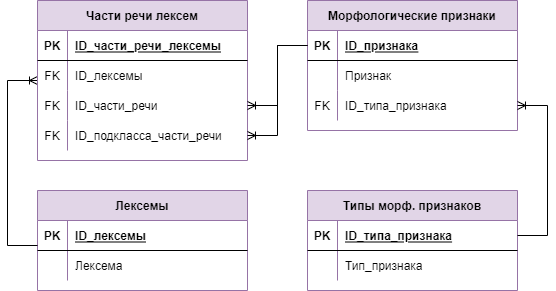 Части речи лексем
PK ID_части_речи_лексемы
FK ID_лексемы
FK ID_части_речи
FK ID_подкласса_части_речи
Морфологические признаки
PK ID_признака
Признак
FK ID_типа_признака
Лексемы
PK ID_лексемы
Лексема
Типы морф. признаков
PK ID_типа_признака
Тип_признака